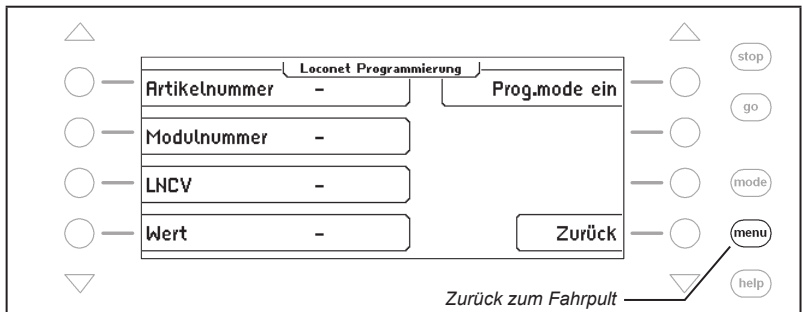 Loconet Programmierung
Artikelnummer –
Prog.mode ein
Modulnummer –
LNCV –
Wert –
Zurück
stop
go
mode
menu
help
Zurück zum Fahrpult